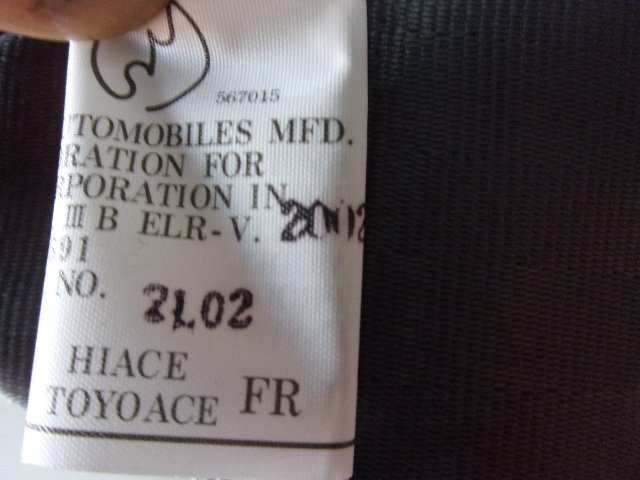 567015
TOMOBILES MFD.
RATION FOR
PORATION IN
III B ELR-V. 2002
91
NO. 2L02
HIACE
TOYOACE FR